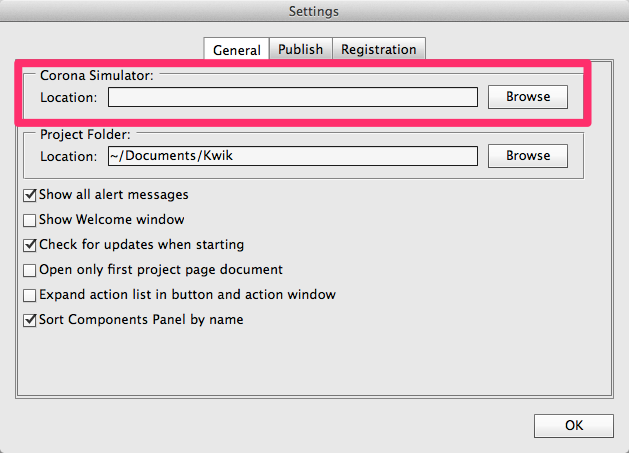 Settings
General Publish Registration
Corona Simulator:
Location: Browse
Project Folder:
Location: ~/Documents/Kwik Browse
Show all alert messages
Show Welcome window
Check for updates when starting
Open only first project page document
Expand action list in button and action window
Sort Components Panel by name
OK